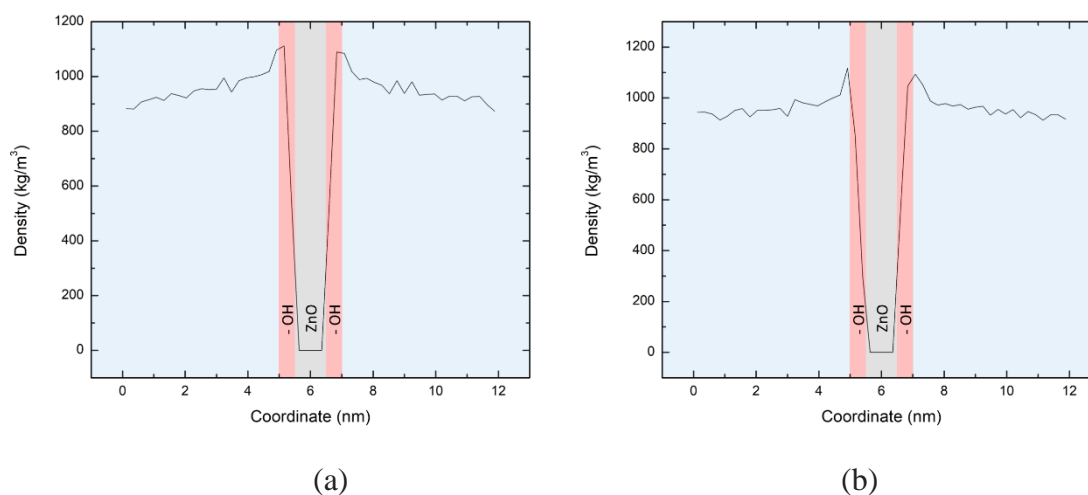 1200
1000
800
600
400
200
0
Density (kg/m³)
- OH
ZnO
- OH
0 2 4 6 8 10 12
Coordinate (nm)
(a)
1200
1000
800
600
400
200
0
Density (kg/m³)
- OH
ZnO
- OH
0 2 4 6 8 10 12
Coordinate (nm)
(b)